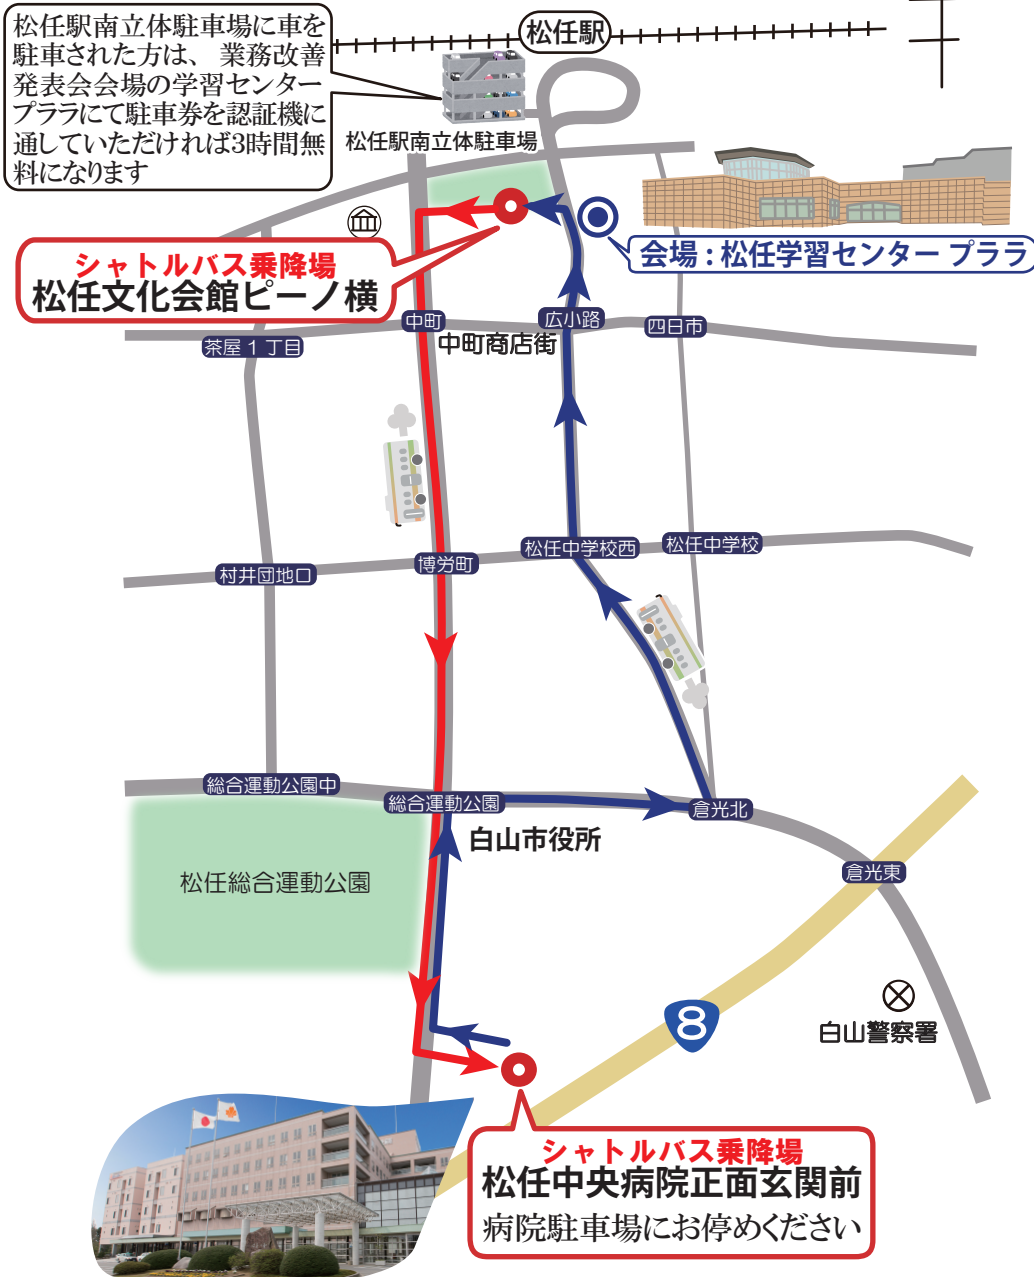 松任駅南立体駐車場に車を
駐車された方は、業務改善
発表会会場の学習センター
プララにて駐車券を認証機に
通していただければ3時間無
料になります
松任駅
松任駅南立体駐車場
会場：松任学習センター プララ
シャトルバス乗降場
松任文化会館ピーノ横
中町
広小路
四日市
茶屋1丁目
中町商店街
松任中学校西
松任中学校
博労町
村井団地口
総合運動公園中
総合運動公園
倉光北
白山市役所
倉光東
松任総合運動公園
8
白山警察署
シャトルバス乗降場
松任中央病院正面玄関前
病院駐車場にお停めください